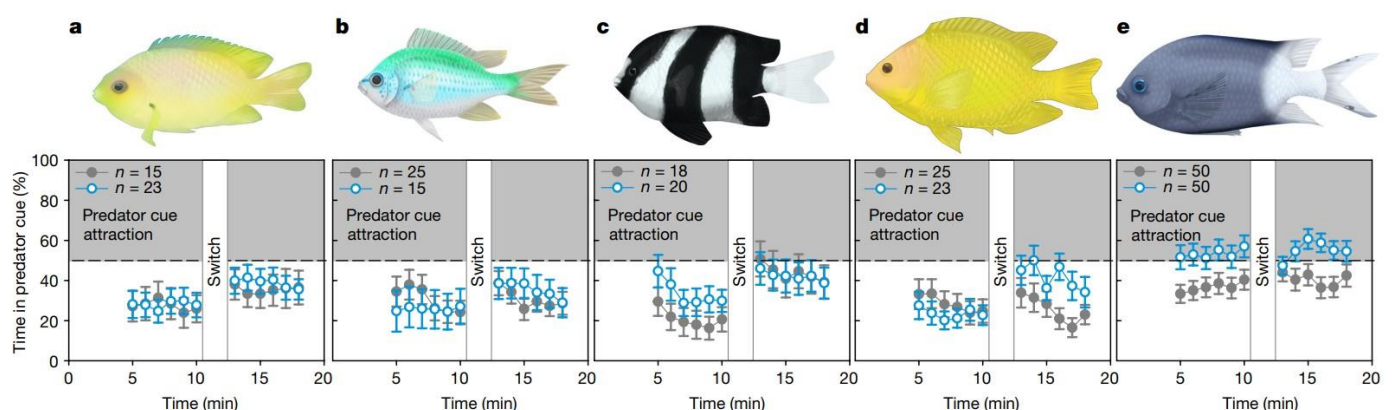 a
b
c
d
e
Time in predator cue (%)
100
80
60
40
20
0
n = 15
n = 23
Predator cue
attraction
Switch
n = 25
n = 15
Predator cue
attraction
Switch
n = 18
n = 20
Predator cue
attraction
Switch
n = 25
n = 23
Predator cue
attraction
Switch
n = 50
n = 50
Predator cue
attraction
Switch
0 5 10 15 20
5 10 15 20
5 10 15 20
5 10 15 20
5 10 15 20
Time (min)
Time (min)
Time (min)
Time (min)
Time (min)